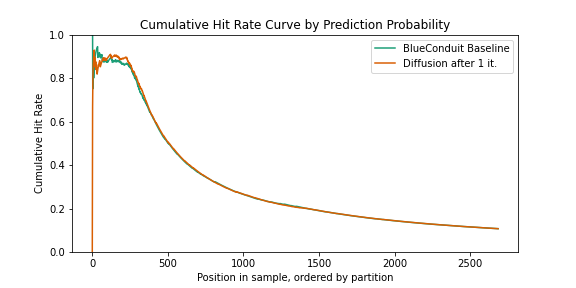 Cumulative Hit Rate Curve by Prediction Probability
BlueConduit Baseline
Diffusion after 1 it.
Cumulative Hit Rate
1.0
0.8
0.6
0.4
0.2
0.0
0 500 1000 1500 2000 2500
Position in sample, ordered by partition